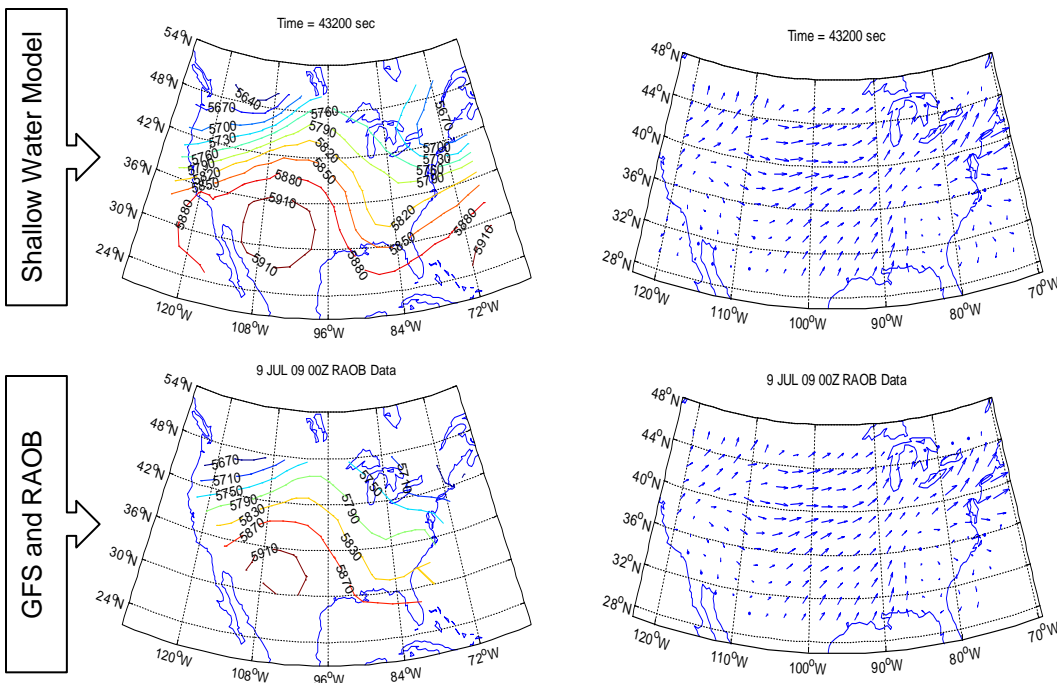 Shallow Water Model
Time = 43200 sec
54°N
48°N
42°N
36°N
30°N
24°N
120°W
108°W
96°W
84°W
72°W
5640
5670
5700
5730
5760
5790
5820
5850
5880
5910
5760
5790
5820
5850
5880
5880
5910
5670
5700
5730
5760
5790
5820
5850
5880
5910
Time = 43200 sec
48°N
44°N
40°N
36°N
32°N
28°N
120°W
110°W
100°W
90°W
80°W
70°W
GFS and RAOB
9 JUL 09 00Z RAOB Data
54°N
48°N
42°N
36°N
30°N
24°N
120°W
108°W
96°W
84°W
72°W
5670
5710
5750
5790
5830
5870
5910
5790
5830
5870
5750
5710
9 JUL 09 00Z RAOB Data
48°N
44°N
40°N
36°N
32°N
28°N
120°W
110°W
100°W
90°W
80°W
70°W